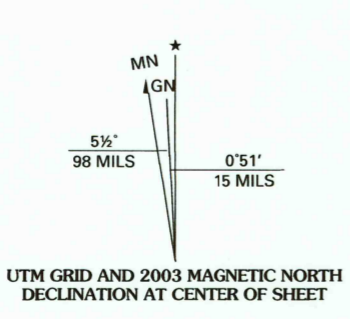 ★
MN
GN
5½°
98 MILS
0°51′
15 MILS
UTM GRID AND 2003 MAGNETIC NORTH
DECLINATION AT CENTER OF SHEET